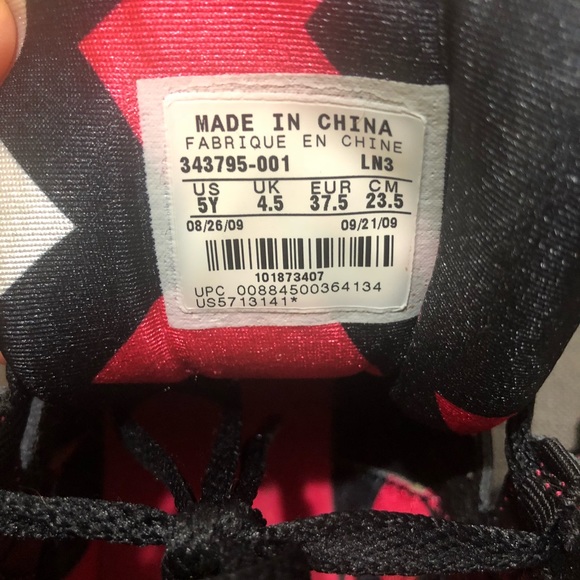 MADE IN CHINA
FABRIQUE EN CHINE
343795-001 LN3
US UK EUR CM
5Y 4.5 37.5 23.5
08/26/09 09/21/09
101873407
UPC 00884500364134
US5713141*